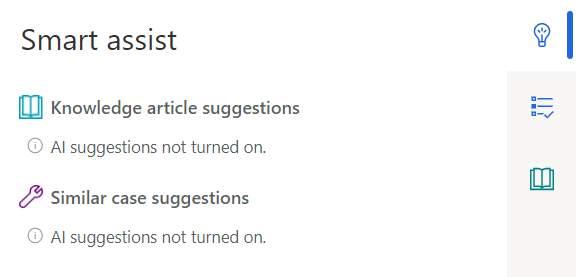 Smart assist
Knowledge article suggestions
AI suggestions not turned on.
Similar case suggestions
AI suggestions not turned on.